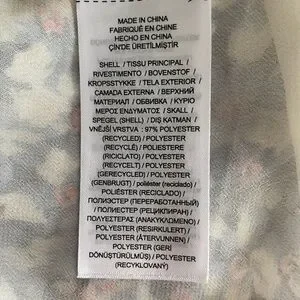 MADE IN CHINA
FABRIQUÉ EN CHINE
HECHO EN CHINA
ÇİN'DE ÜRETİLMİŞTİR
SHELL / TISSU PRINCIPAL /
RIVESTIMENTO / BOVENSTOF /
KROPSSTYKKE / TELA EXTERIOR /
CAMADA EXTERNA / ВЕРХНИЙ
МАТЕРИАЛ / ОБВИВКА / ΚΥΡΙΟ
ΜΕΡΟΣ ΕΝΔΥΜΑΤΟΣ / SKALL /
SPEGEL (SHELL) / DIŞ KATMAN /
VNĚJŠÍ VRSTVA : 97% POLYESTER
(RECYCLED) / POLYESTER
(RECYCLÉ) / POLIESTERE
(RICICLATO) / POLYESTER
(RECYCELT) / POLYESTER
(GERECYCLED) / POLYESTER
(GENBRUGT) / poliéster (reciclado) /
POLIÉSTER (RECICLADO) /
ПОЛИЭСТЕР (ПЕРЕРАБОТАННЫЙ)
/ ПОЛИЕСТЕР (РЕЦИКЛИРАН) /
ΠΟΛΥΕΣΤΕΡΑΣ (ΑΝΑΚΥΚΛΩΜΕΝΟ) /
POLYESTER (RESIRKULERT) /
POLYESTER (ÅTERVUNNEN) /
POLYESTER (GERİ
DÖNÜŞTÜRÜLMÜŞ) / POLYESTER
(RECYKLOVANÝ)